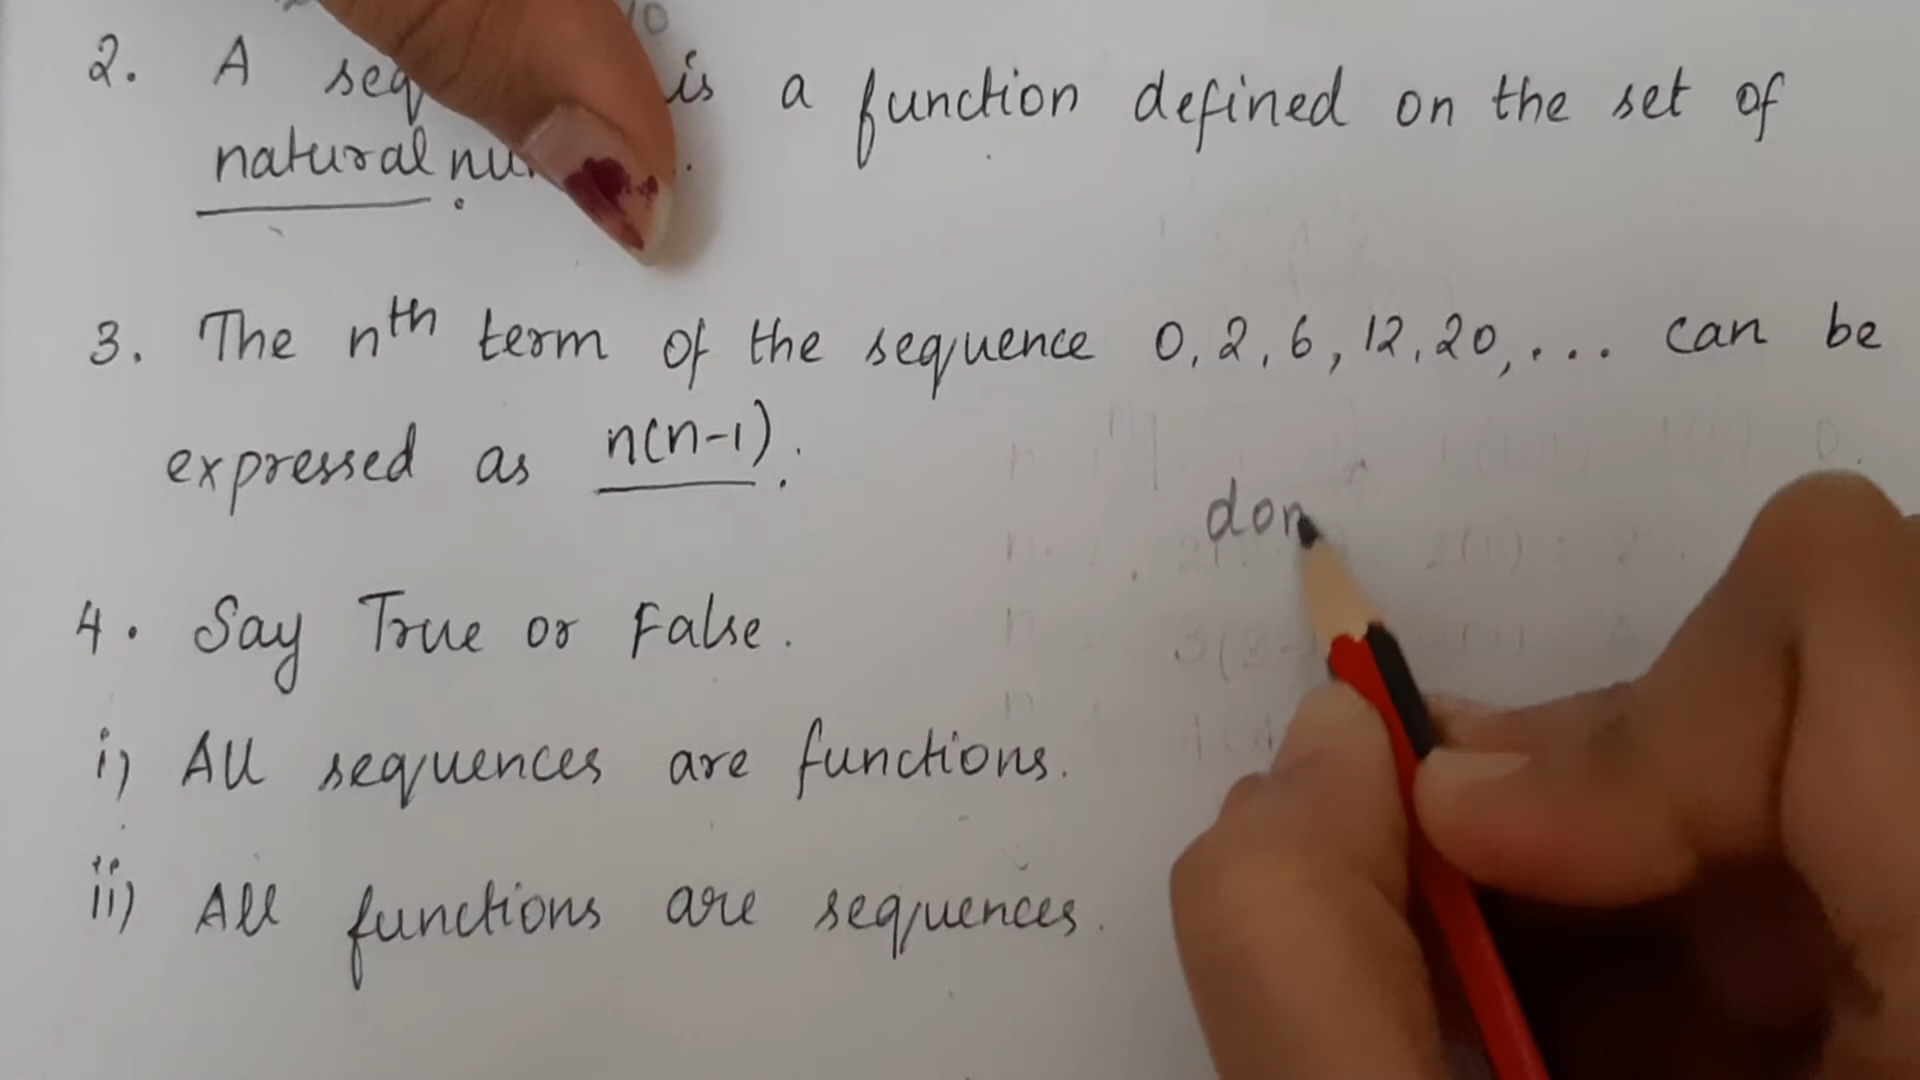 2. A seq is a function defined on the set of
natural nu .
3. The nth term of the sequence 0, 2, 6, 12, 20, ... can be
expressed as n(n-1).
dom
4. Say True or False.
i) All sequences are functions.
ii) All functions are sequences.